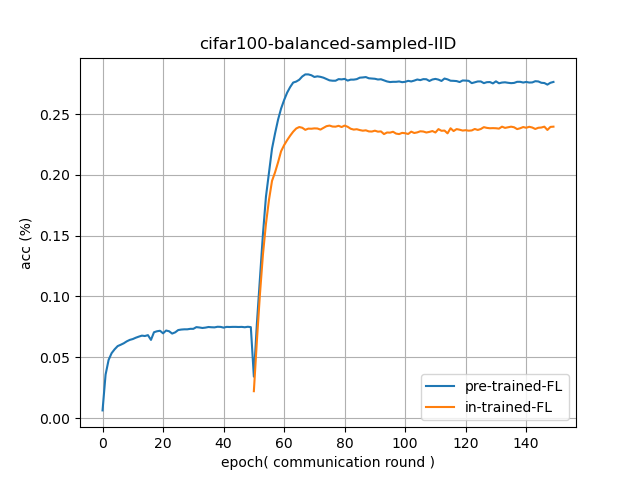 cifar100-balanced-sampled-IID
acc (%)
0.25
0.20
0.15
0.10
0.05
0.00
pre-trained-FL
in-trained-FL
0 20 40 60 80 100 120 140
epoch( communication round )